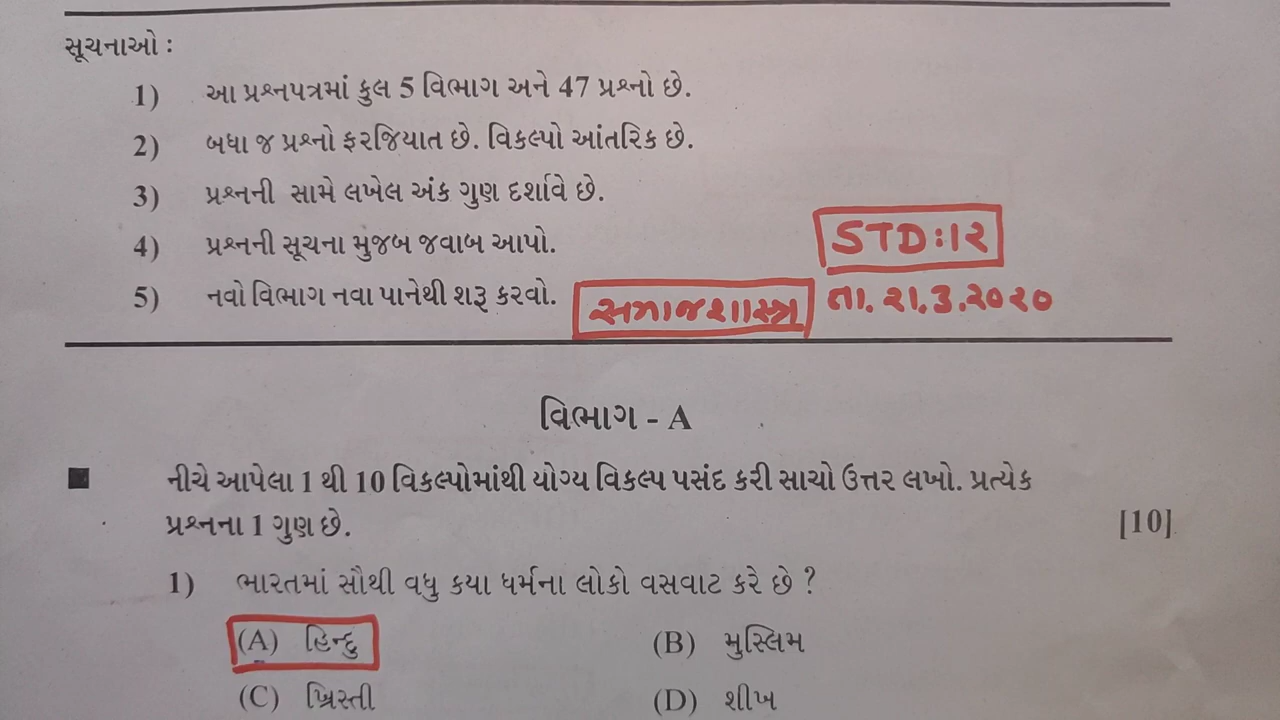 સૂચનાઓ :
1) આ પ્રશ્નપત્રમાં કુલ 5 વિભાગ અને 47 પ્રશ્નો છે.
2) બધા જ પ્રશ્નો ફરજિયાત છે. વિકલ્પો આંતરિક છે.
3) પ્રશ્નની સામે લખેલ અંક ગુણ દર્શાવે છે.
4) પ્રશ્નની સૂચના મુજબ જવાબ આપો.
STD:૧૨
5) નવો વિભાગ નવા પાનેથી શરૂ કરવો.
સમાજશાસ્ત્ર તા. ૨૧.૩.૨૦૨૦
વિભાગ - A
■ નીચે આપેલા 1 થી 10 વિકલ્પોમાંથી યોગ્ય વિકલ્પ પસંદ કરી સાચો ઉત્તર લખો. પ્રત્યેક
પ્રશ્નના 1 ગુણ છે. [10]
1) ભારતમાં સૌથી વધુ કયા ધર્મના લોકો વસવાટ કરે છે ?
(A) હિન્દુ (B) મુસ્લિમ
(C) ખ્રિસ્તી (D) શીખ